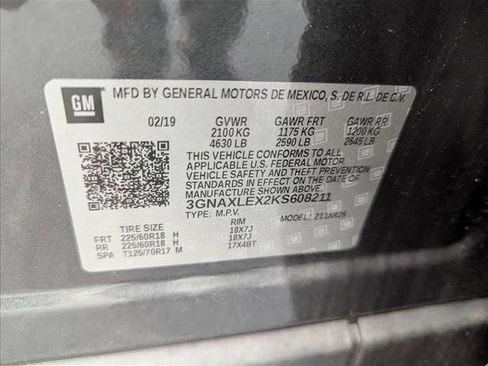 GM
MFD BY GENERAL MOTORS DE MEXICO, S. DE R.L. DE C.V.
02/19 GVWR GAWR FRT GAWR RR
2100 KG 1175 KG 1200 KG
4630 LB 2590 LB 2645 LB
THIS VEHICLE CONFORMS TO ALL
APPLICABLE U.S. FEDERAL MOTOR
VEHICLE SAFETY AND THEFT PREVENTION
STANDARDS IN EFFECT ON THE DATE OF
MANUFACTURE SHOWN ABOVE.
3GNAXLEX2KS608211
TYPE: M.P.V. MODEL: 211XR26
TIRE SIZE RIM
FRT 225/60R18 H 18X7J
RR 225/60R18 H 18X7J
SPA T125/70R17 M 17X4BT